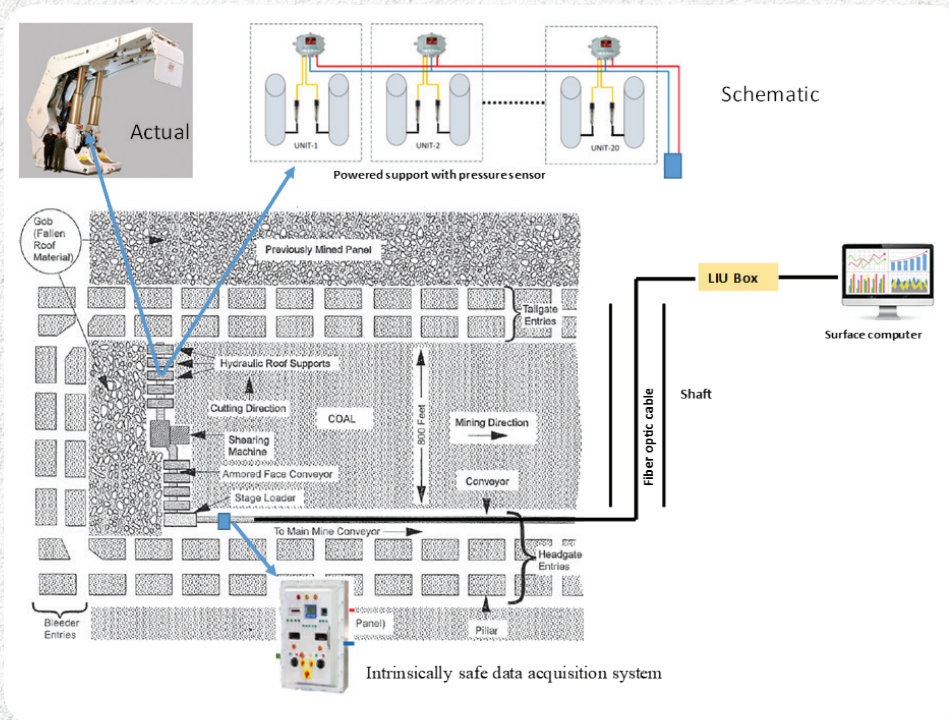 Actual
Schematic
UNIT-1
UNIT-2
UNIT-20
Powered support with pressure sensor
Gob
(Fallen
Roof
Material)
Previously Mined Panel
Tailgate
Entries
LIU Box
Surface computer
Hydraulic Roof Supports
Cutting Direction
COAL
800 Feet
Mining Direction
Shearing
Machine
Armored Face Conveyor
Conveyor
Stage Loader
To Main Mine Conveyor
Fiber optic cable
Shaft
Headgate
Entries
Bleeder
Entries
Panel)
Pillar
Intrinsically safe data acquisition system